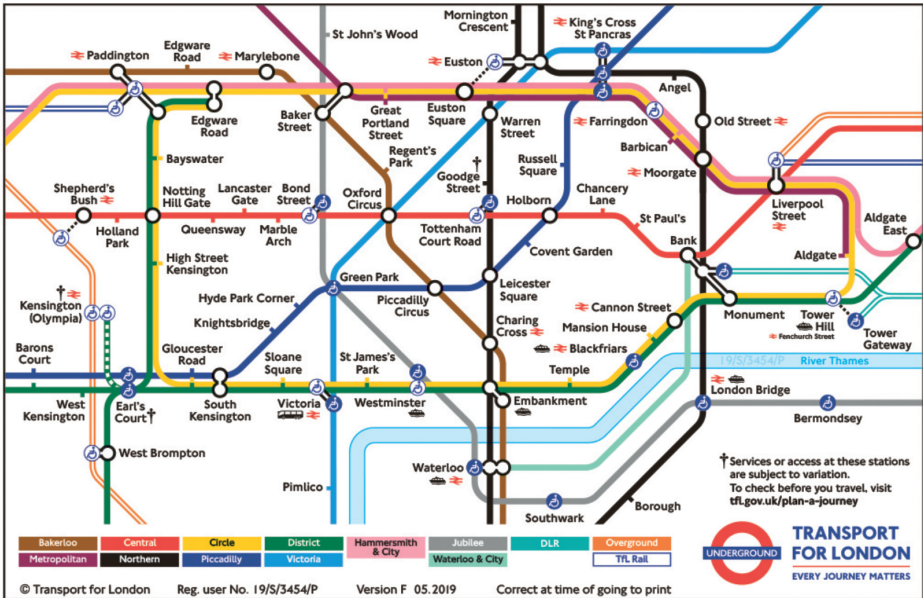 Mornington
Crescent
King's Cross
St Pancras
St John's Wood
Edgware
Road
Paddington
Marylebone
Euston
Angel
Edgware
Road
Baker
Street
Great
Portland
Street
Euston
Square
Warren
Street
Farringdon
Old Street
Barbican
Bayswater
Regent's
Park
Russell
Square
Moorgate
†
Goodge
Street
Shepherd's
Bush
Notting
Hill Gate
Lancaster
Gate
Bond
Street
Oxford
Circus
Holborn
Chancery
Lane
Liverpool
Street
St Paul's
Aldgate
East
Holland
Park
Queensway
Marble
Arch
Tottenham
Court Road
Bank
Covent Garden
Aldgate
High Street
Kensington
Green Park
Leicester
Square
†
Kensington
(Olympia)
Hyde Park Corner
Piccadilly
Circus
Cannon Street
Monument
Tower
Hill
Fenchurch Street
Tower
Gateway
Knightsbridge
Charing
Cross
Mansion House
Blackfriars
Barons
Court
Gloucester
Road
Sloane
Square
St James's
Park
Temple
19/S/3454/P
River Thames
West
Kensington
Earl's
Court†
South
Kensington
Victoria
Westminster
Embankment
London Bridge
Bermondsey
West Brompton
Waterloo
Pimlico
Southwark
Borough
†Services or access at these stations
are subject to variation.
To check before you travel, visit
tfl.gov.uk/plan-a-journey
Bakerloo
Central
Circle
District
Hammersmith
& City
Jubilee
DLR
Overground
Metropolitan
Northern
Piccadilly
Victoria
Waterloo & City
TfL Rail
UNDERGROUND
TRANSPORT
FOR LONDON
EVERY JOURNEY MATTERS
© Transport for London
Reg. user No. 19/S/3454/P
Version F 05.2019
Correct at time of going to print